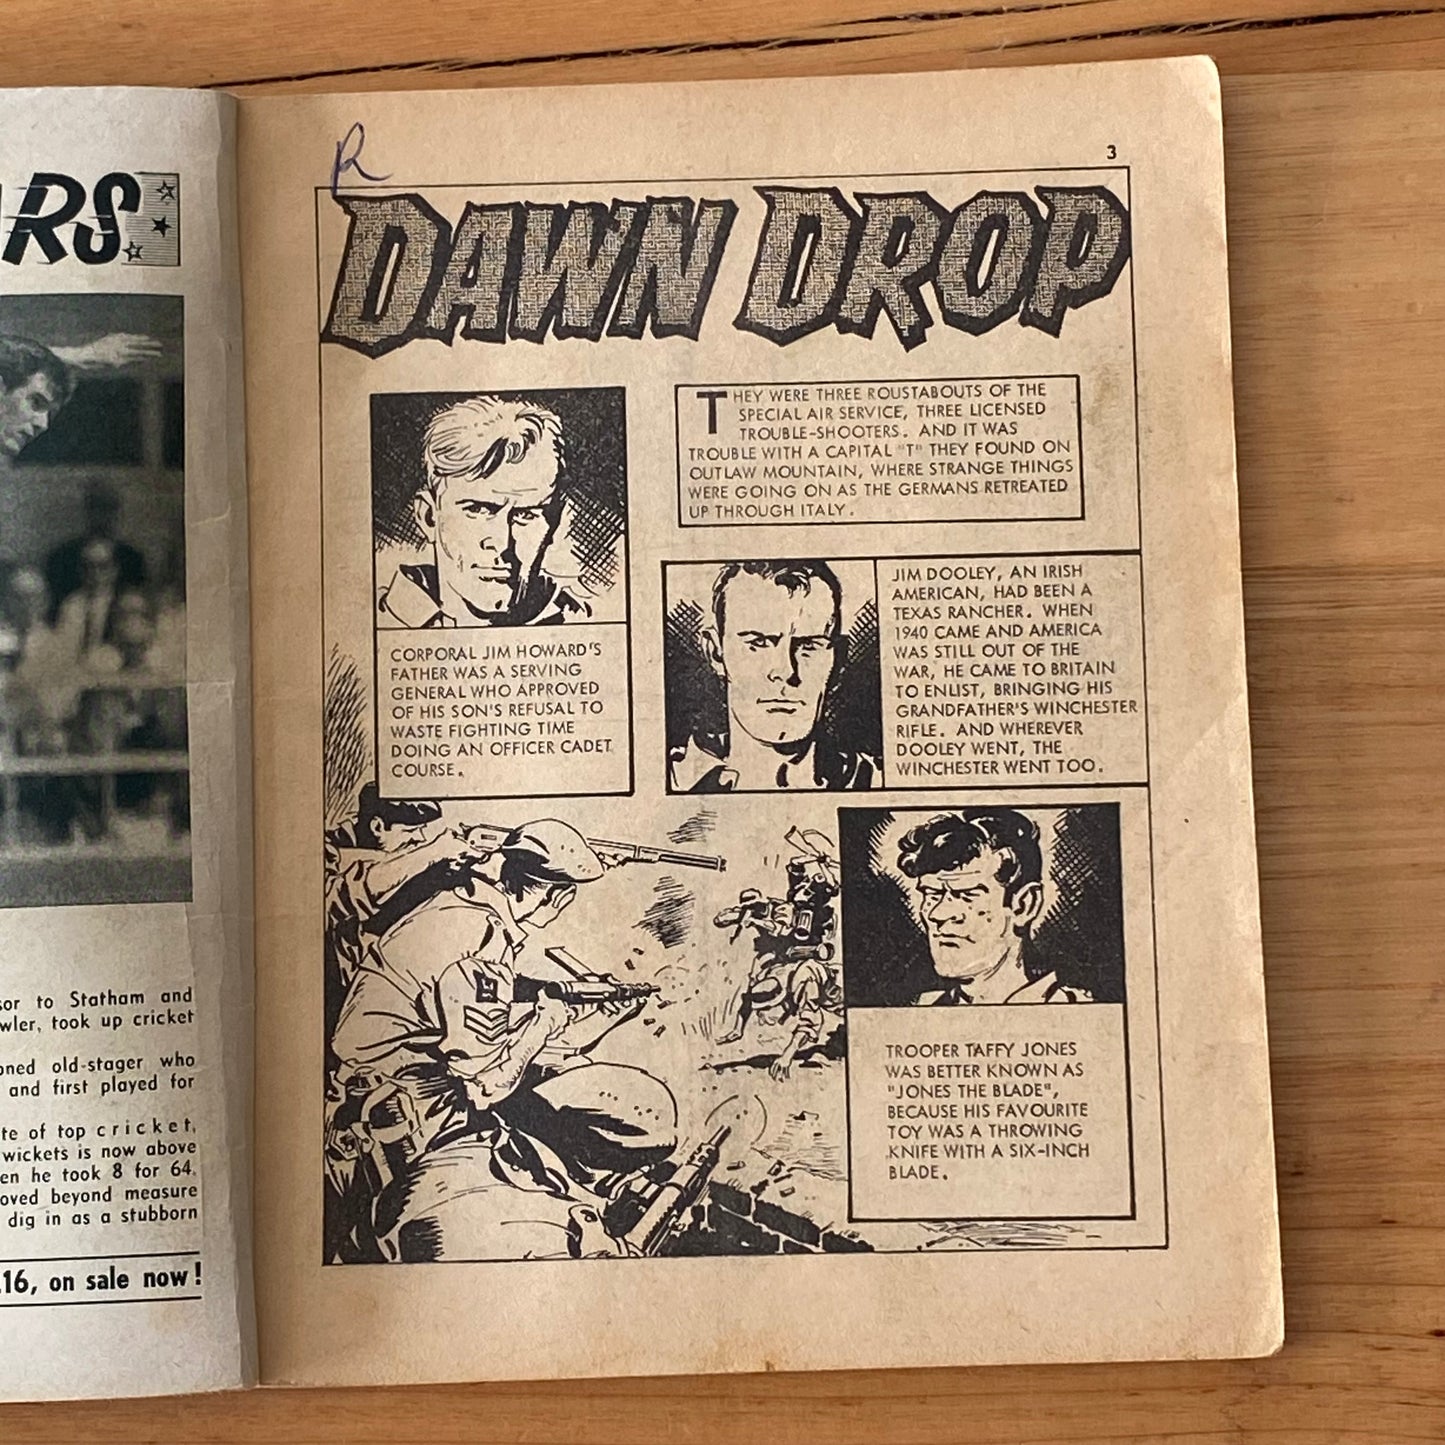 ARS
sor to Statham and
wler, took up cricket
oned old-stager who
and first played for
te of top cricket,
wickets is now above
en he took 8 for 64.
oved beyond measure
dig in as a stubborn
16, on sale now!
R
3
DAWN DROP
THEY WERE THREE ROUSTABOUTS OF THE
SPECIAL AIR SERVICE, THREE LICENSED
TROUBLE-SHOOTERS. AND IT WAS
TROUBLE WITH A CAPITAL "T" THEY FOUND ON
OUTLAW MOUNTAIN, WHERE STRANGE THINGS
WERE GOING ON AS THE GERMANS RETREATED
UP THROUGH ITALY.
CORPORAL JIM HOWARD'S
FATHER WAS A SERVING
GENERAL WHO APPROVED
OF HIS SON'S REFUSAL TO
WASTE FIGHTING TIME
DOING AN OFFICER CADET
COURSE.
JIM DOOLEY, AN IRISH
AMERICAN, HAD BEEN A
TEXAS RANCHER. WHEN
1940 CAME AND AMERICA
WAS STILL OUT OF THE
WAR, HE CAME TO BRITAIN
TO ENLIST, BRINGING HIS
GRANDFATHER'S WINCHESTER
RIFLE. AND WHEREVER
DOOLEY WENT, THE
WINCHESTER WENT TOO.
TROOPER TAFFY JONES
WAS BETTER KNOWN AS
"JONES THE BLADE",
BECAUSE HIS FAVOURITE
TOY WAS A THROWING
KNIFE WITH A SIX-INCH
BLADE.